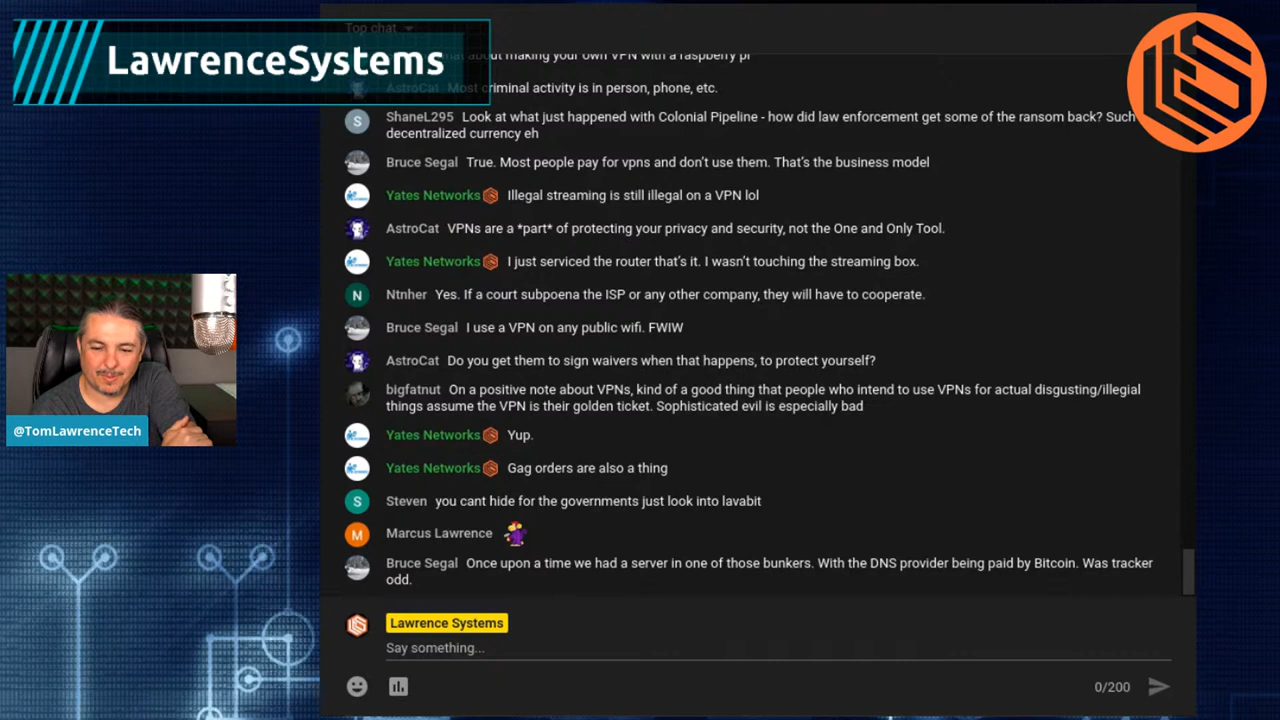 Top chat
LawrenceSystems
about making your own VPN with a raspberry pi
AstroCat Most criminal activity is in person, phone, etc.
ShaneL295 Look at what just happened with Colonial Pipeline - how did law enforcement get some of the ransom back? Such
decentralized currency eh
Bruce Segal True. Most people pay for vpns and don't use them. That's the business model
Yates Networks Illegal streaming is still illegal on a VPN lol
AstroCat VPNs are a *part* of protecting your privacy and security, not the One and Only Tool.
Yates Networks I just serviced the router that's it. I wasn't touching the streaming box.
N Ntnher Yes. If a court subpoena the ISP or any other company, they will have to cooperate.
Bruce Segal I use a VPN on any public wifi. FWIW
AstroCat Do you get them to sign waivers when that happens, to protect yourself?
bigfatnut On a positive note about VPNs, kind of a good thing that people who intend to use VPNs for actual disgusting/illegial
things assume the VPN is their golden ticket. Sophisticated evil is especially bad
@TomLawrenceTech
Yates Networks Yup.
Yates Networks Gag orders are also a thing
S Steven you cant hide for the governments just look into lavabit
M Marcus Lawrence
Bruce Segal Once upon a time we had a server in one of those bunkers. With the DNS provider being paid by Bitcoin. Was tracker
odd.
Lawrence Systems
Say something...
0/200